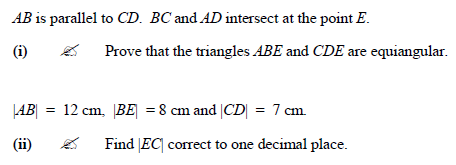 AB is parallel to CD. BC and AD intersect at the point E.
(i) Prove that the triangles ABE and CDE are equiangular.
|AB| = 12 cm, |BE| = 8 cm and |CD| = 7 cm.
(ii) Find |EC| correct to one decimal place.